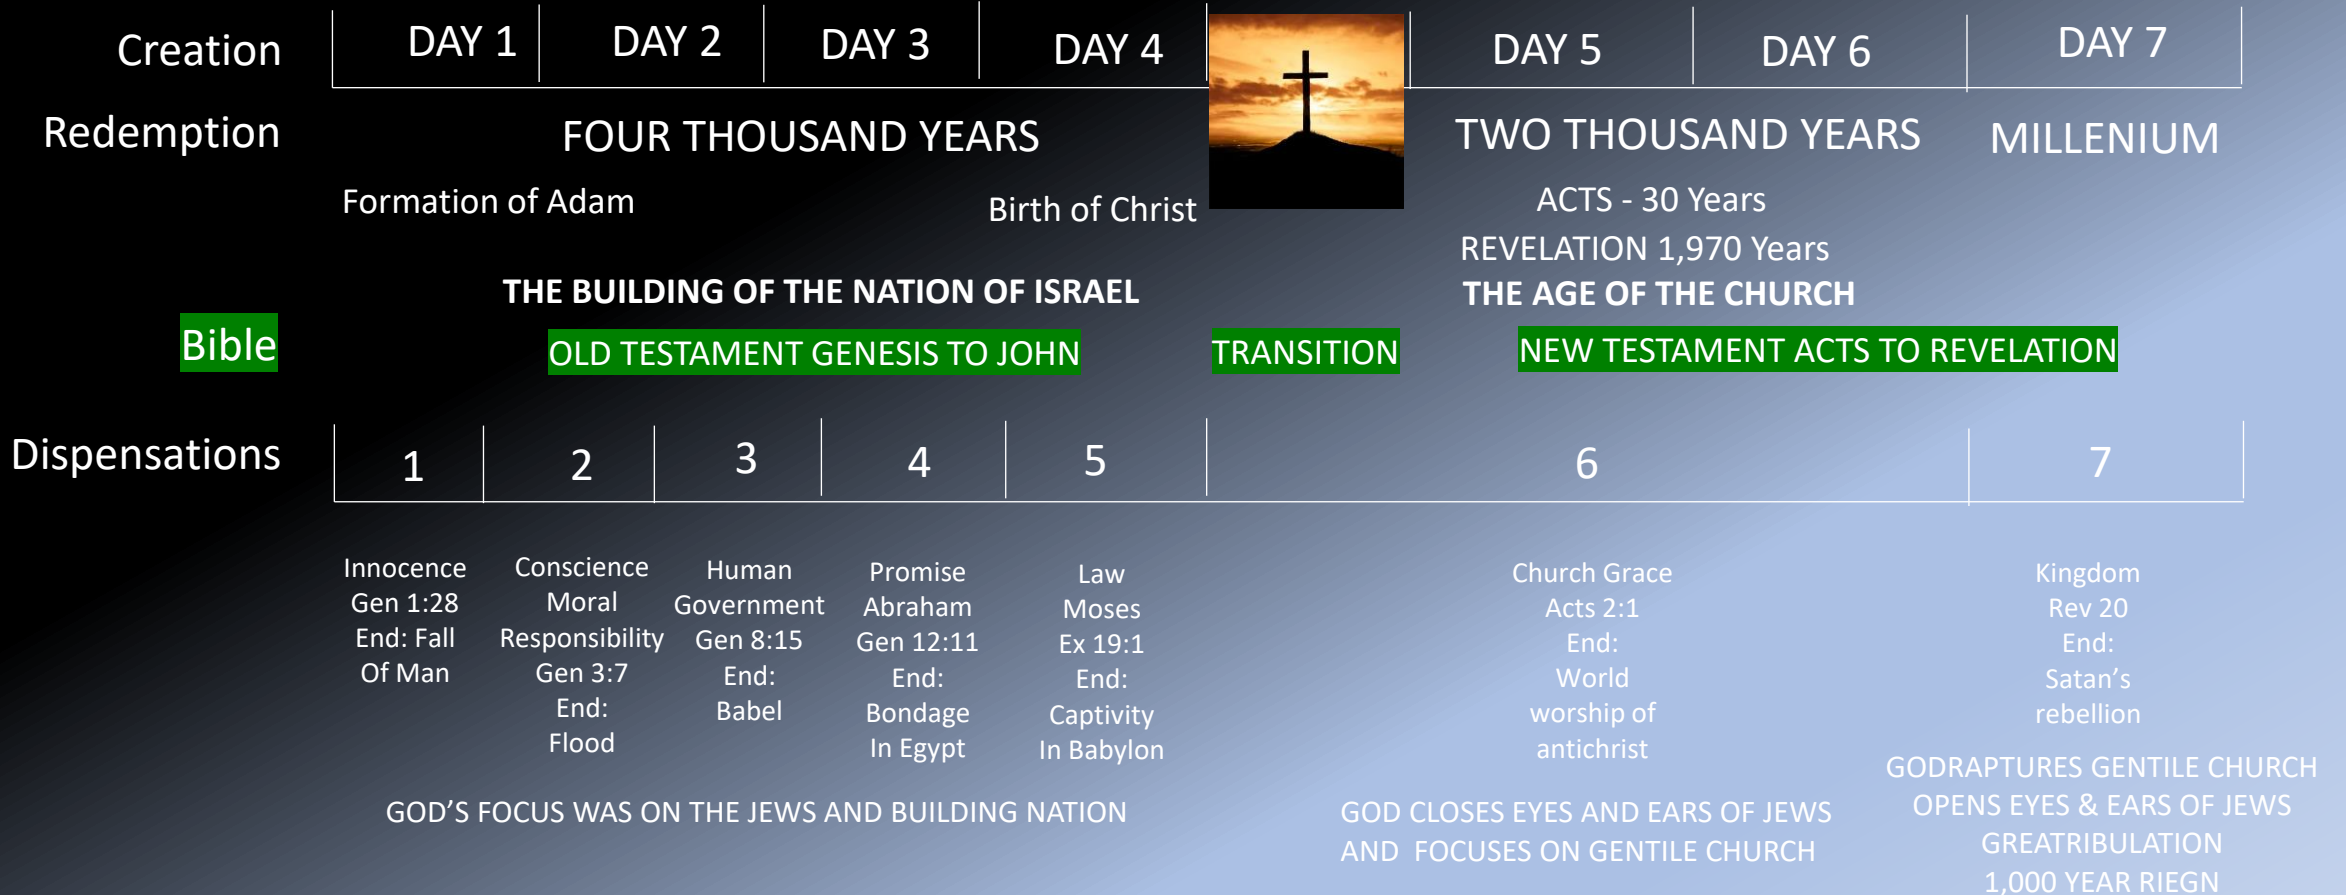 Creation
DAY 1
DAY 2
DAY 3
DAY 4
DAY 5
DAY 6
DAY 7
Redemption
FOUR THOUSAND YEARS
TWO THOUSAND YEARS
MILLENIUM
Formation of Adam
Birth of Christ
ACTS - 30 Years
REVELATION 1,970 Years
THE BUILDING OF THE NATION OF ISRAEL
THE AGE OF THE CHURCH
Bible
OLD TESTAMENT GENESIS TO JOHN
TRANSITION
NEW TESTAMENT ACTS TO REVELATION
Dispensations
1
2
3
4
5
6
7
Innocence
Gen 1:28
End: Fall
Of Man
Conscience
Moral
Responsibility
Gen 3:7
End:
Flood
Human
Government
Gen 8:15
End:
Babel
Promise
Abraham
Gen 12:11
End:
Bondage
In Egypt
Law
Moses
Ex 19:1
End:
Captivity
In Babylon
Church Grace
Acts 2:1
End:
World
worship of
antichrist
Kingdom
Rev 20
End:
Satan’s
rebellion
GOD’S FOCUS WAS ON THE JEWS AND BUILDING NATION
GOD CLOSES EYES AND EARS OF JEWS
AND  FOCUSES ON GENTILE CHURCH
GODRAPTURES GENTILE CHURCH
OPENS EYES & EARS OF JEWS
GREATRIBULATION
1,000 YEAR RIEGN